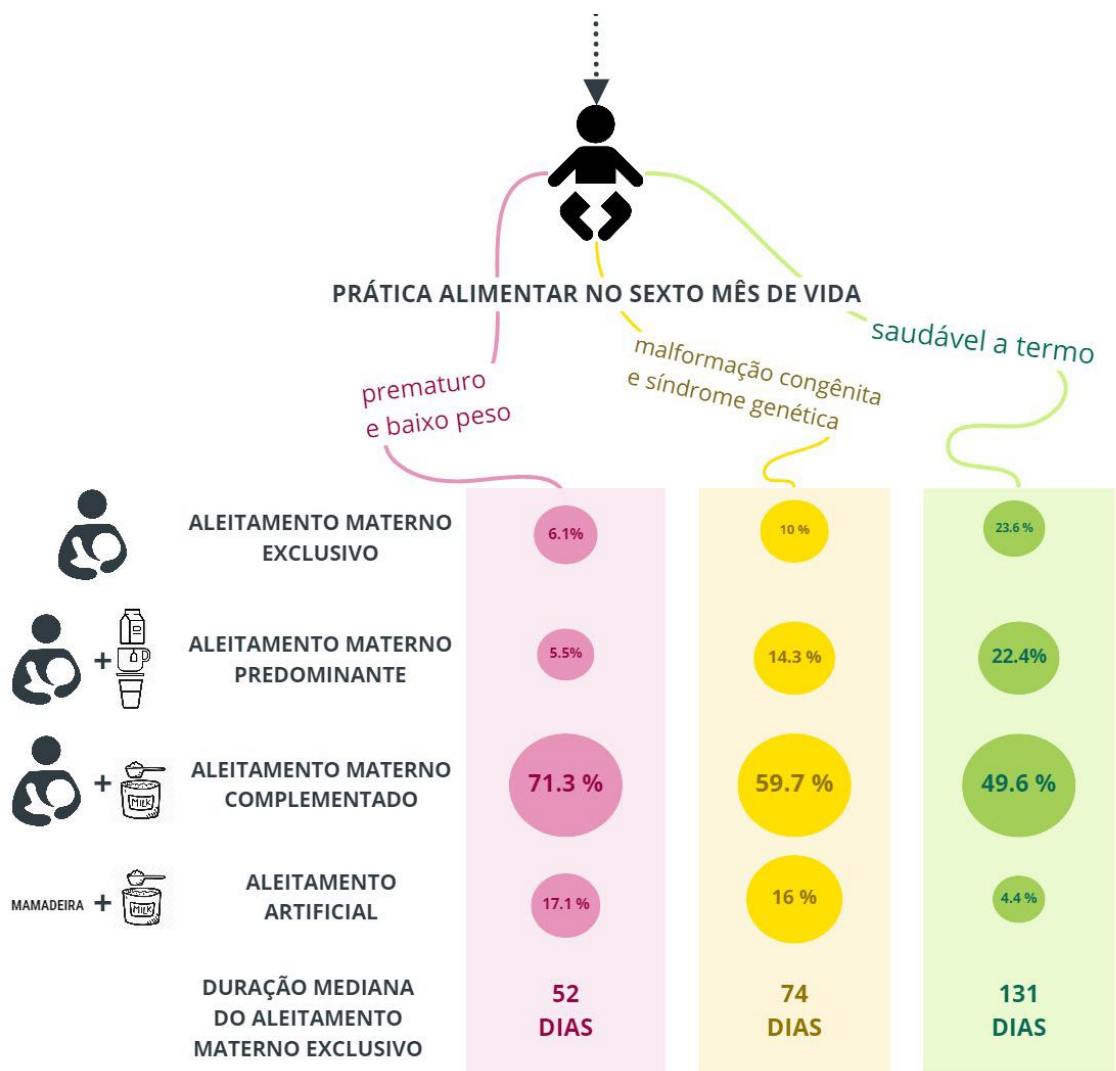 PRÁTICA ALIMENTAR NO SEXTO MÊS DE VIDA
prematuro
e baixo peso
malformação congênita
e síndrome genética
saudável a termo
ALEITAMENTO MATERNO
EXCLUSIVO
6.1%
10 %
23.6 %
ALEITAMENTO MATERNO
PREDOMINANTE
5.5%
14.3 %
22.4%
MILK
ALEITAMENTO MATERNO
COMPLEMENTADO
71.3 %
59.7 %
49.6 %
MAMADEIRA
MILK
ALEITAMENTO
ARTIFICIAL
17.1 %
16 %
4.4 %
DURAÇÃO MEDIANA
DO ALEITAMENTO
MATERNO EXCLUSIVO
52
DIAS
74
DIAS
131
DIAS